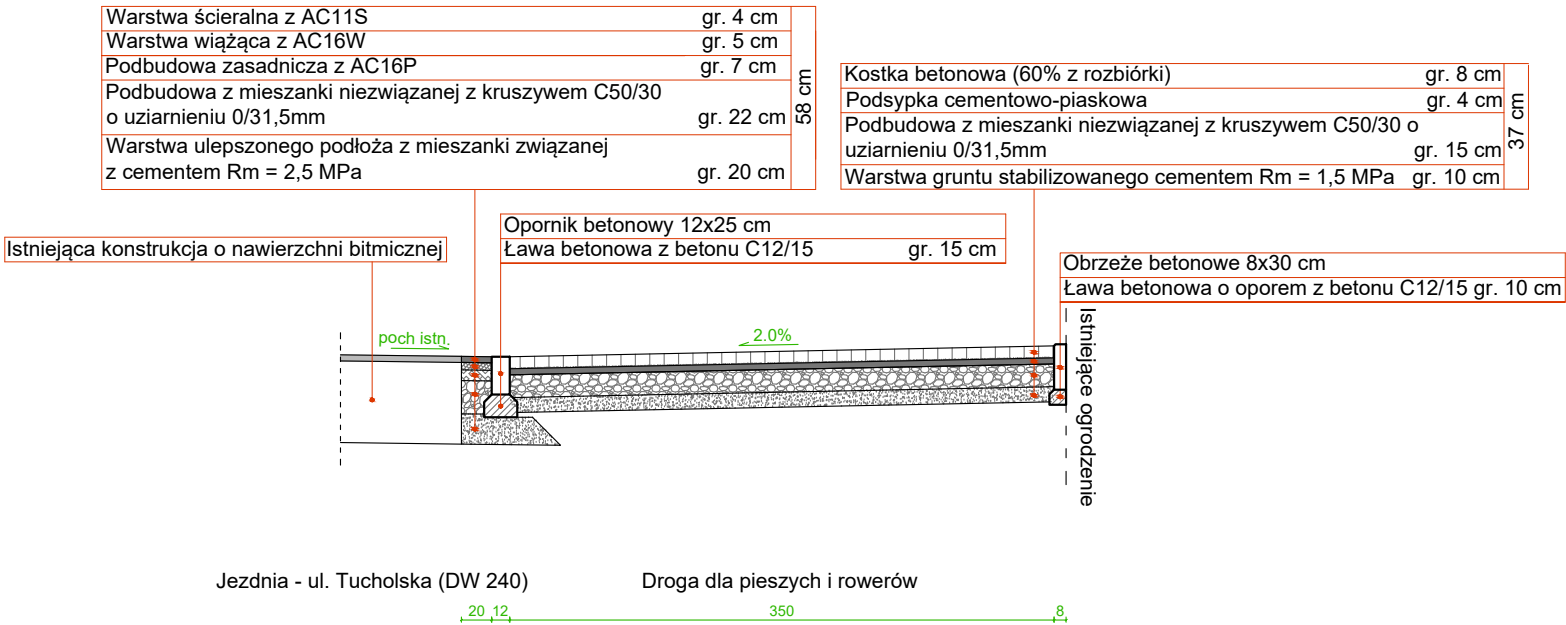 Warstwa ścieralna z AC11S gr. 4 cm
Warstwa wiążąca z AC16W gr. 5 cm
Podbudowa zasadnicza z AC16P gr. 7 cm
Podbudowa z mieszanki niezwiązanej z kruszywem C50/30
o uziarnieniu 0/31,5mm gr. 22 cm
Warstwa ulepszonego podłoża z mieszanki związanej
z cementem Rm = 2,5 MPa gr. 20 cm
58 cm
Kostka betonowa (60% z rozbiórki) gr. 8 cm
Podsypka cementowo-piaskowa gr. 4 cm
Podbudowa z mieszanki niezwiązanej z kruszywem C50/30 o
uziarnieniu 0/31,5mm gr. 15 cm
Warstwa gruntu stabilizowanego cementem Rm = 1,5 MPa gr. 10 cm
37 cm
Istniejąca konstrukcja o nawierzchni bitmicznej
Opornik betonowy 12x25 cm
Ława betonowa z betonu C12/15 gr. 15 cm
Obrzeże betonowe 8x30 cm
Ława betonowa o oporem z betonu C12/15 gr. 10 cm
poch istn.
2.0%
Istniejące ogrodzenie
Jezdnia - ul. Tucholska (DW 240)
Droga dla pieszych i rowerów
20 12 350 8